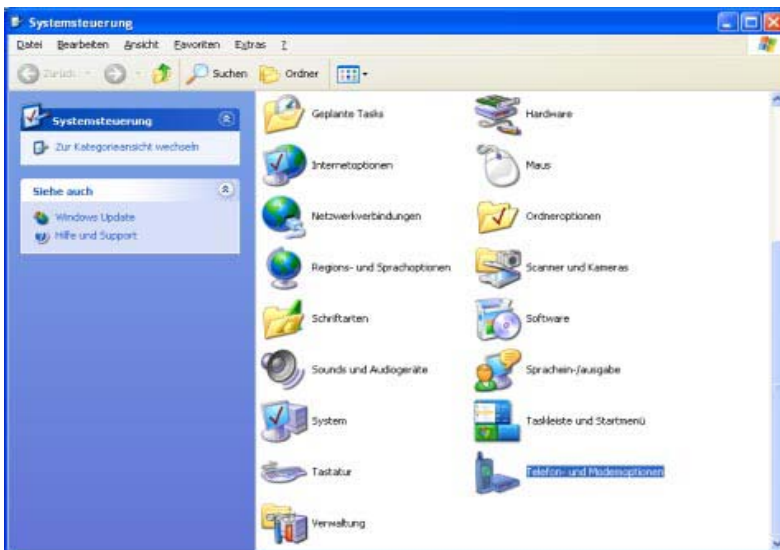 Systemsteuerung
Datei Bearbeiten Ansicht Favoriten Extras ?
Zurück Suchen Ordner
Systemsteuerung
Zur Kategorieansicht wechseln
Siehe auch
Windows Update
Hilfe und Support
Geplante Tasks
Hardware
Internetoptionen
Maus
Netzwerkverbindungen
Ordneroptionen
Regions- und Sprachoptionen
Scanner und Kameras
Schriftarten
Software
Sounds und Audiogeräte
Sprachein-/ausgabe
System
Taskleiste und Startmenü
Tastatur
Telefon- und Modemoptionen
Verwaltung